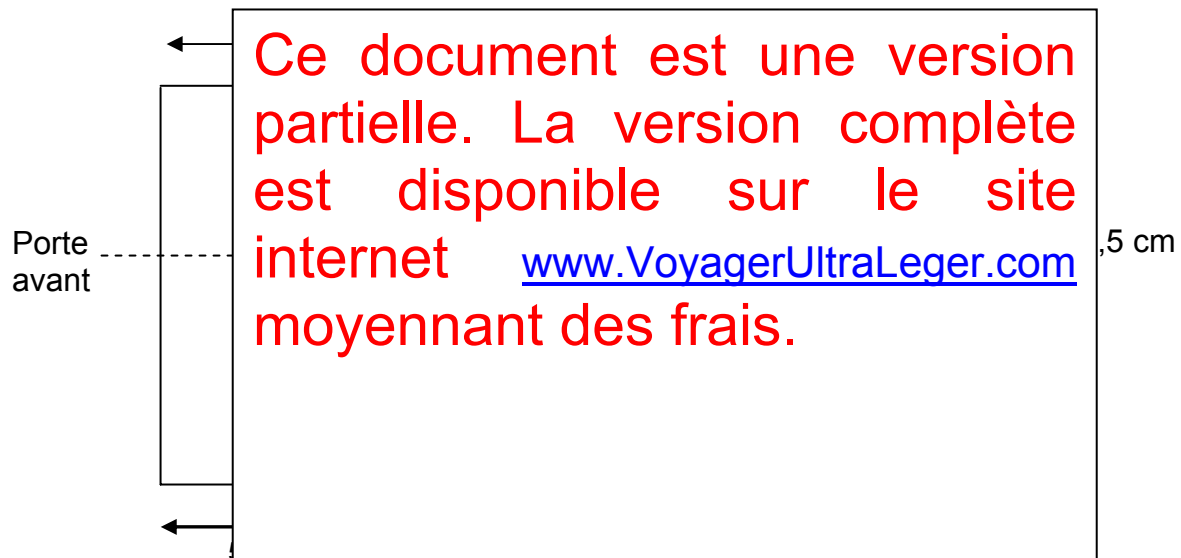 Ce document est une version
partielle. La version complète
est disponible sur le site
internet www.VoyagerUltraLeger.com
moyennant des frais.
Porte
avant
,5 cm